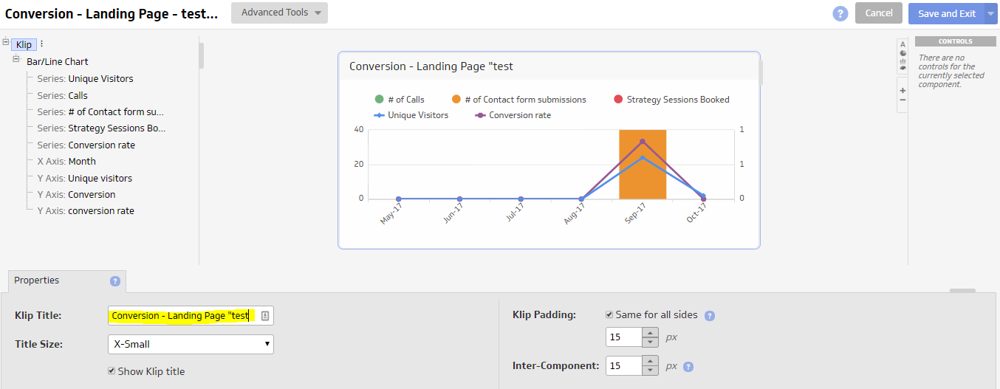 Conversion - Landing Page - test...
Advanced Tools
?
Cancel
Save and Exit
Klip
Bar/Line Chart
Series: Unique Visitors
Series: Calls
Series: # of Contact form su...
Series: Strategy Sessions Bo...
Series: Conversion rate
X Axis: Month
Y Axis: Unique visitors
Y Axis: Conversion
Y Axis: conversion rate
Conversion - Landing Page "test
# of Calls
# of Contact form submissions
Strategy Sessions Booked
Unique Visitors
Conversion rate
40
20
0
1
1
0
May-17
Jun-17
Jul-17
Aug-17
Sep-17
Oct-17
A
CONTROLS
There are no
controls for the
currently selected
component.
Properties
?
Klip Title:
Conversion - Landing Page "test
Title Size:
X-Small
Show Klip title
Klip Padding:
Same for all sides
?
15
px
Inter-Component:
15
px
?